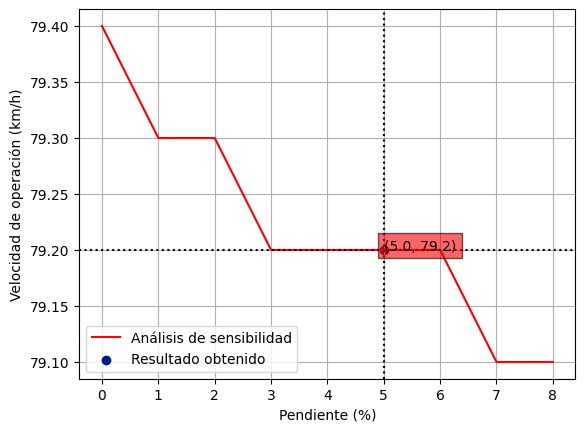 79.40
79.35
79.30
79.25
79.20
79.15
79.10
Velocidad de operación (km/h)
(5.0, 79.2)
Análisis de sensibilidad
Resultado obtenido
0 1 2 3 4 5 6 7 8
Pendiente (%)